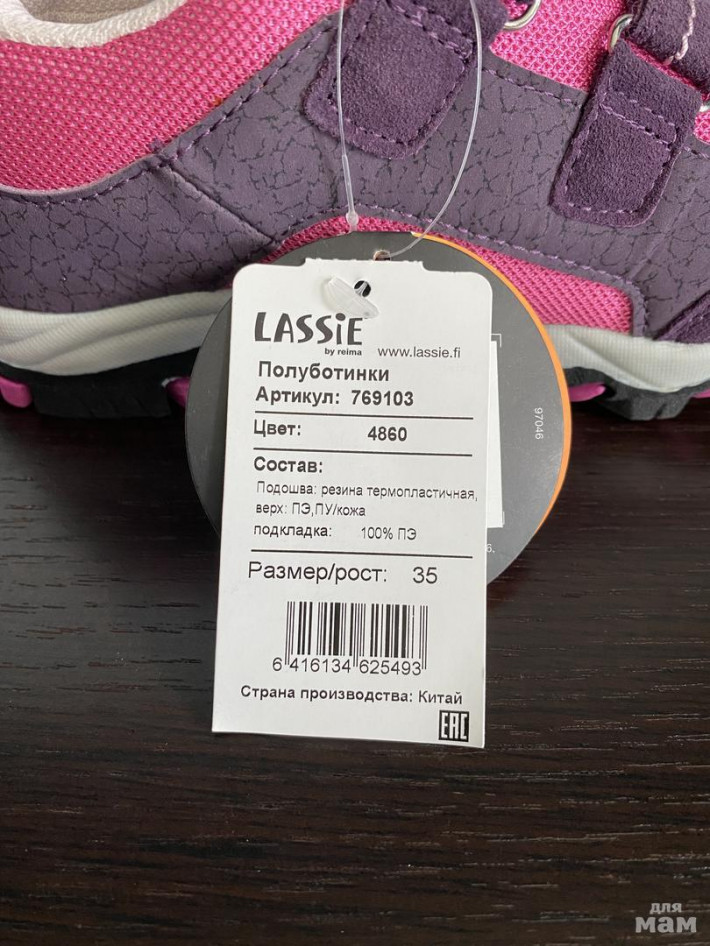 LASSiE
by reima www.lassie.fi
Полуботинки
Артикул: 769103
Цвет: 4860
Состав:
Подошва: резина термопластичная,
верх: ПЭ,ПУ/кожа
подкладка: 100% ПЭ
Размер/рост: 35
6 416134 625493
Страна производства: Китай
EAC
97046
6.
для
мам